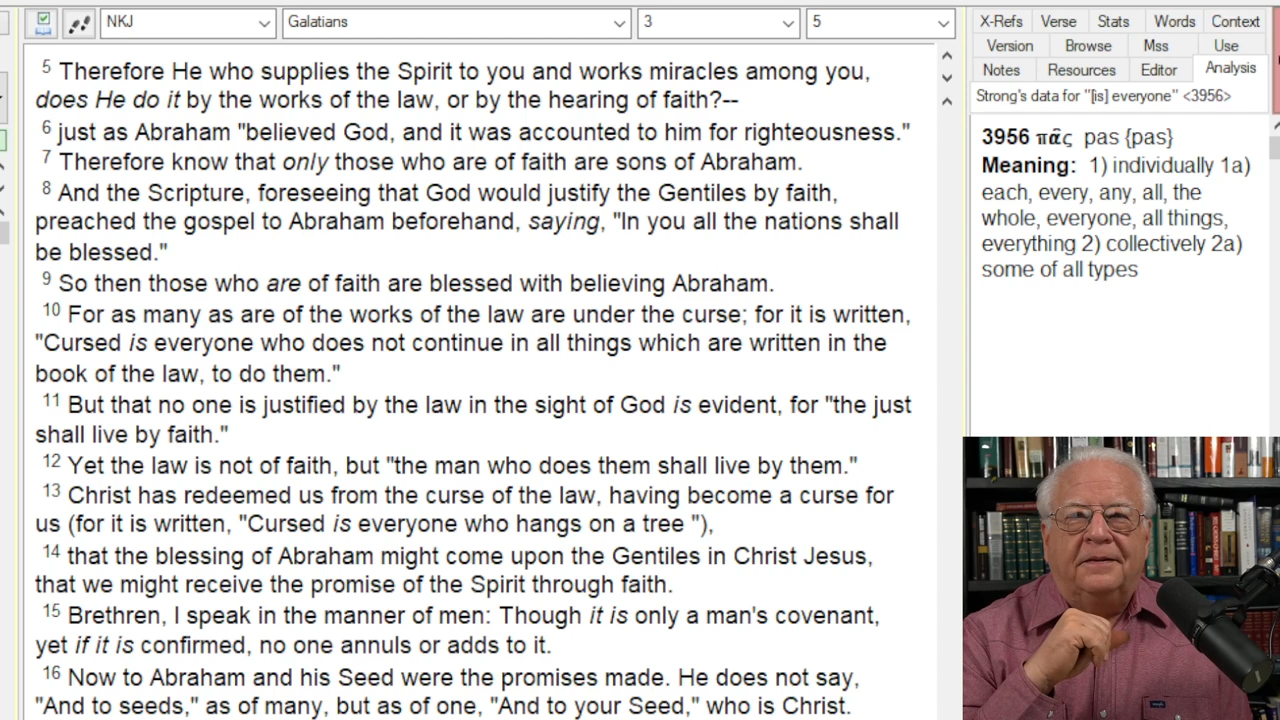 NKJ
Galatians
3
5
5 Therefore He who supplies the Spirit to you and works miracles among you,
does He do it by the works of the law, or by the hearing of faith?--
6 just as Abraham "believed God, and it was accounted to him for righteousness."
7 Therefore know that only those who are of faith are sons of Abraham.
8 And the Scripture, foreseeing that God would justify the Gentiles by faith,
preached the gospel to Abraham beforehand, saying, "In you all the nations shall
be blessed."
9 So then those who are of faith are blessed with believing Abraham.
10 For as many as are of the works of the law are under the curse; for it is written,
"Cursed is everyone who does not continue in all things which are written in the
book of the law, to do them."
11 But that no one is justified by the law in the sight of God is evident, for "the just
shall live by faith."
12 Yet the law is not of faith, but "the man who does them shall live by them."
13 Christ has redeemed us from the curse of the law, having become a curse for
us (for it is written, "Cursed is everyone who hangs on a tree "),
14 that the blessing of Abraham might come upon the Gentiles in Christ Jesus,
that we might receive the promise of the Spirit through faith.
15 Brethren, I speak in the manner of men: Though it is only a man's covenant,
yet if it is confirmed, no one annuls or adds to it.
16 Now to Abraham and his Seed were the promises made. He does not say,
"And to seeds," as of many, but as of one, "And to your Seed," who is Christ.
X-Refs Verse Stats Words Context
Version Browse Mss Use
Notes Resources Editor Analysis
Strong's data for "[is] everyone" <3956>
3956 πᾶς pas {pas}
Meaning: 1) individually 1a)
each, every, any, all, the
whole, everyone, all things,
everything 2) collectively 2a)
some of all types